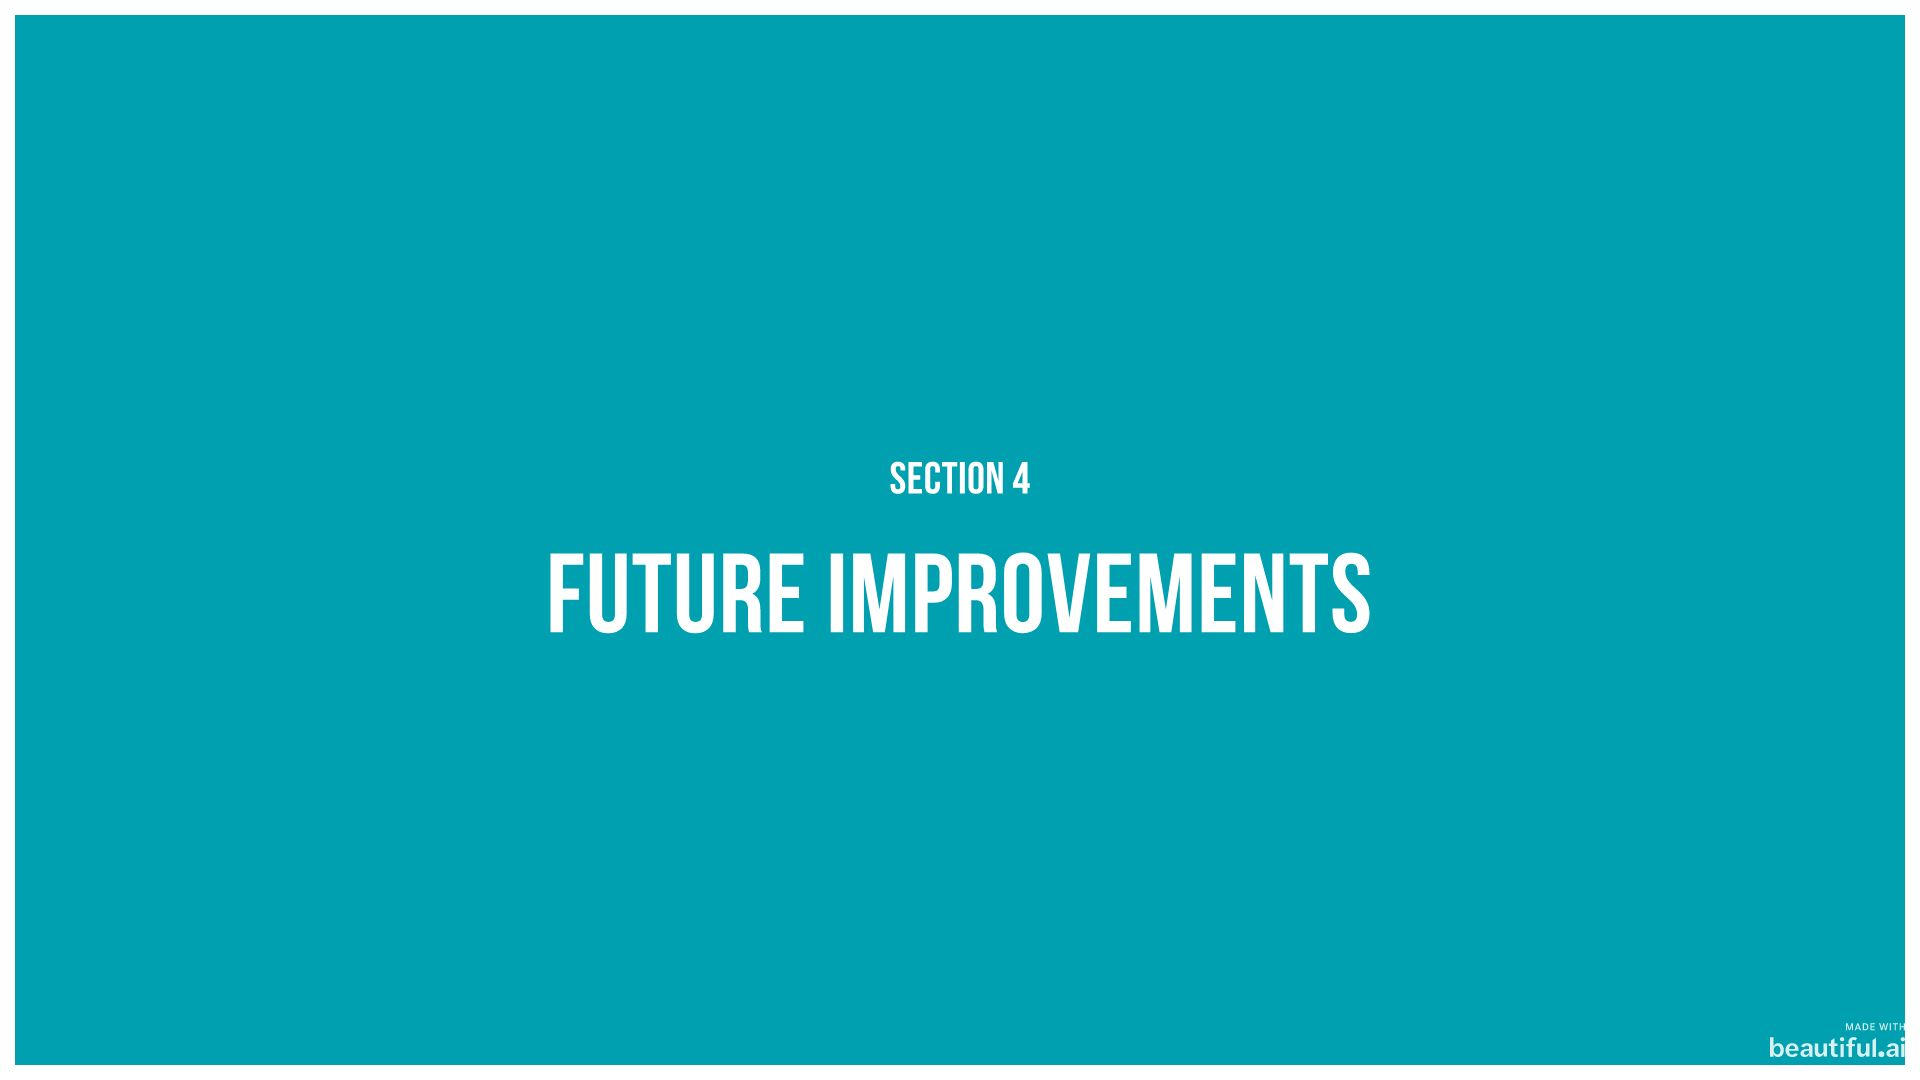 SECTION 4
FUTURE IMPROVEMENTS
MADE WITH
beautiful.ai